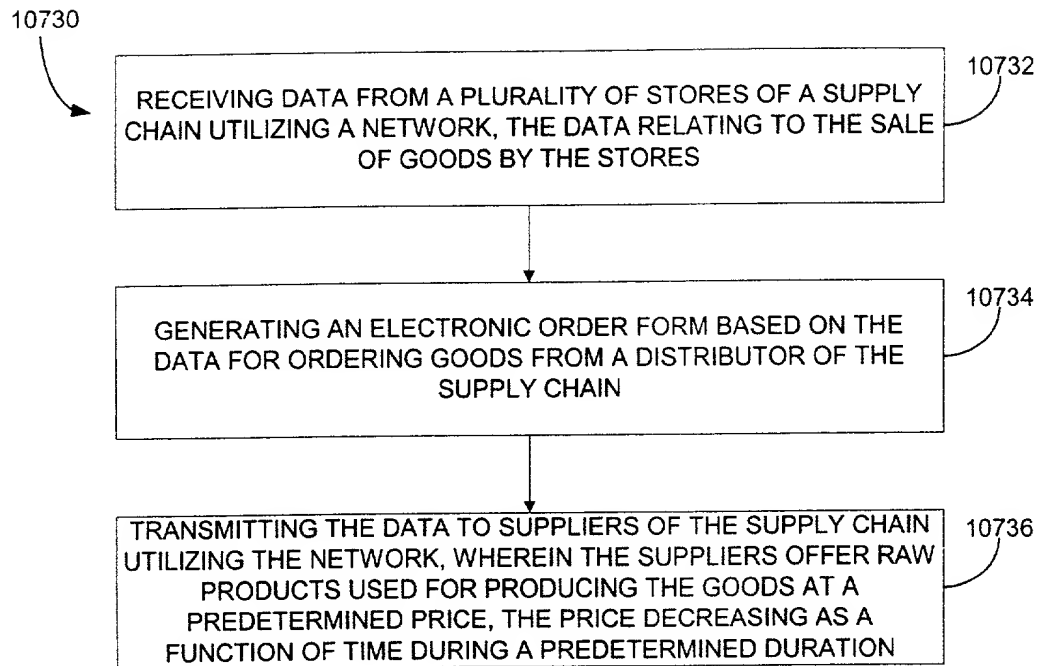 10730
10732
RECEIVING DATA FROM A PLURALITY OF STORES OF A SUPPLY
CHAIN UTILIZING A NETWORK, THE DATA RELATING TO THE SALE
OF GOODS BY THE STORES
10734
GENERATING AN ELECTRONIC ORDER FORM BASED ON THE
DATA FOR ORDERING GOODS FROM A DISTRIBUTOR OF THE
SUPPLY CHAIN
10736
TRANSMITTING THE DATA TO SUPPLIERS OF THE SUPPLY CHAIN
UTILIZING THE NETWORK, WHEREIN THE SUPPLIERS OFFER RAW
PRODUCTS USED FOR PRODUCING THE GOODS AT A
PREDETERMINED PRICE, THE PRICE DECREASING AS A
FUNCTION OF TIME DURING A PREDETERMINED DURATION